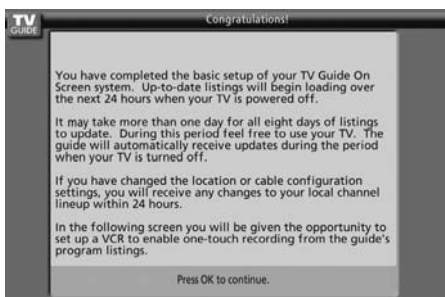 TV
GUIDE
Congratulations!
You have completed the basic setup of your TV Guide On
Screen system. Up-to-date listings will begin loading over
the next 24 hours when your TV is powered off.
It may take more than one day for all eight days of listings
to update. During this period feel free to use your TV. The
guide will automatically receive updates during the period
when your TV is turned off.
If you have changed the location or cable configuration
settings, you will receive any changes to your local channel
lineup within 24 hours.
In the following screen you will be given the opportunity to
set up a VCR to enable one-touch recording from the guide's
program listings.
Press OK to continue.